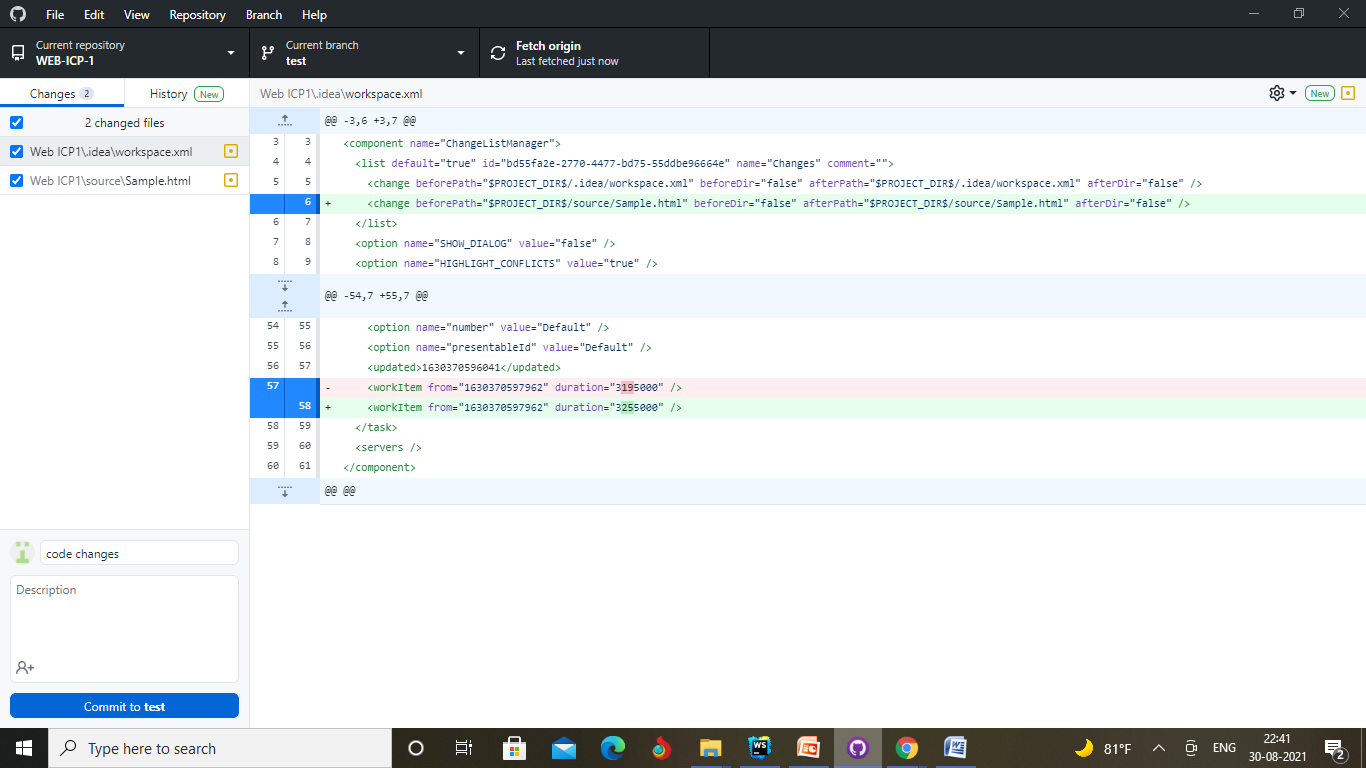 File Edit View Repository Branch Help
Current repository
WEB-ICP-1
Current branch
test
Fetch origin
Last fetched just now
Changes 2
History New
Web ICP1\.idea\workspace.xml
New
2 changed files
Web ICP1\.idea\workspace.xml
Web ICP1\source\Sample.html
@@ -3,6 +3,7 @@
3 3 <component name="ChangeListManager">
4 4 <list default="true" id="bd55fa2e-2770-4477-bd75-55ddbe96664e" name="Changes" comment="">
5 5 <change beforePath="$PROJECT_DIR$/.idea/workspace.xml" beforeDir="false" afterPath="$PROJECT_DIR$/.idea/workspace.xml" afterDir="false" />
6 + <change beforePath="$PROJECT_DIR$/source/Sample.html" beforeDir="false" afterPath="$PROJECT_DIR$/source/Sample.html" afterDir="false" />
6 7 </list>
7 8 <option name="SHOW_DIALOG" value="false" />
8 9 <option name="HIGHLIGHT_CONFLICTS" value="true" />
@@ -54,7 +55,7 @@
54 55 <option name="number" value="Default" />
55 56 <option name="presentableId" value="Default" />
56 57 <updated>1630370596041</updated>
57 - <workItem from="1630370597962" duration="3195000" />
58 + <workItem from="1630370597962" duration="3255000" />
58 59 </task>
59 60 <servers />
60 61 </component>
@@ @@
code changes
Description
Commit to test
Type here to search
WS
81°F
ENG
22:41
30-08-2021
2